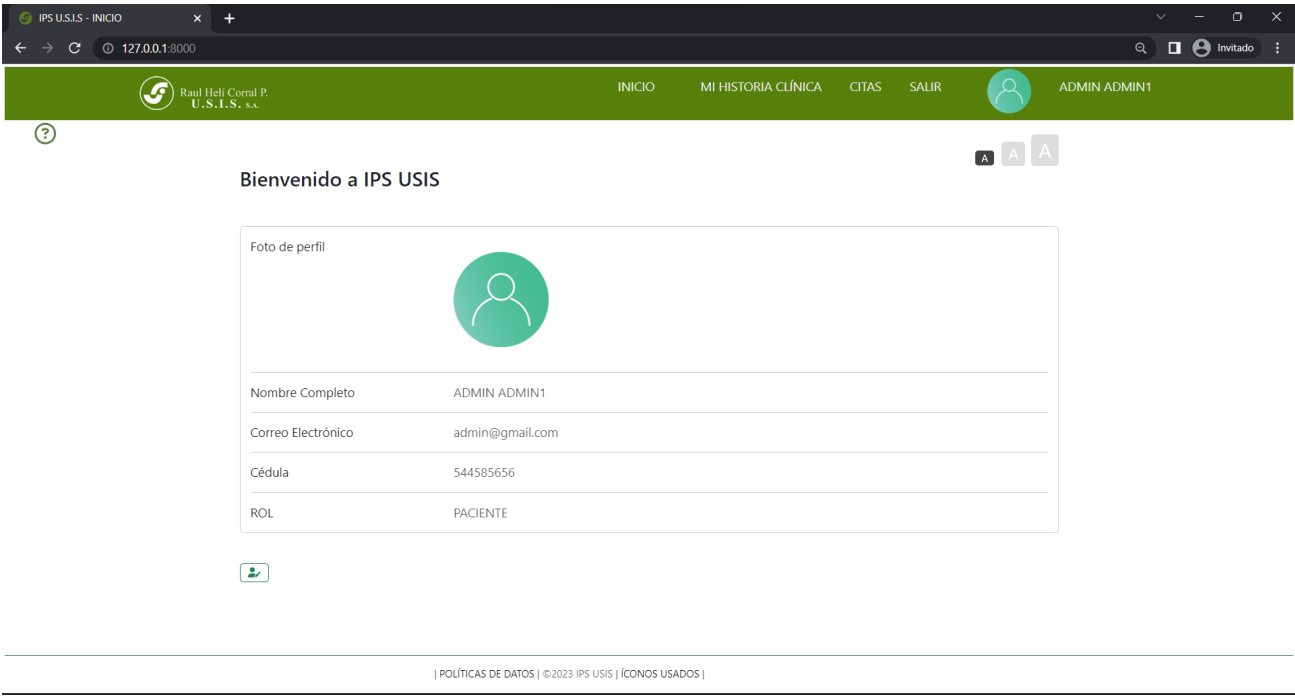 IPS U.S.I.S - INICIO
127.0.0.1:8000
Invitado
Raul Helí Corral P.
U.S.I.S. S.A.
INICIO MI HISTORIA CLÍNICA CITAS SALIR ADMIN ADMIN1
?
A A A
Bienvenido a IPS USIS
Foto de perfil
Nombre Completo ADMIN ADMIN1
Correo Electrónico admin@gmail.com
Cédula 544585656
ROL PACIENTE
| POLÍTICAS DE DATOS | ©2023 IPS USIS | ÍCONOS USADOS |